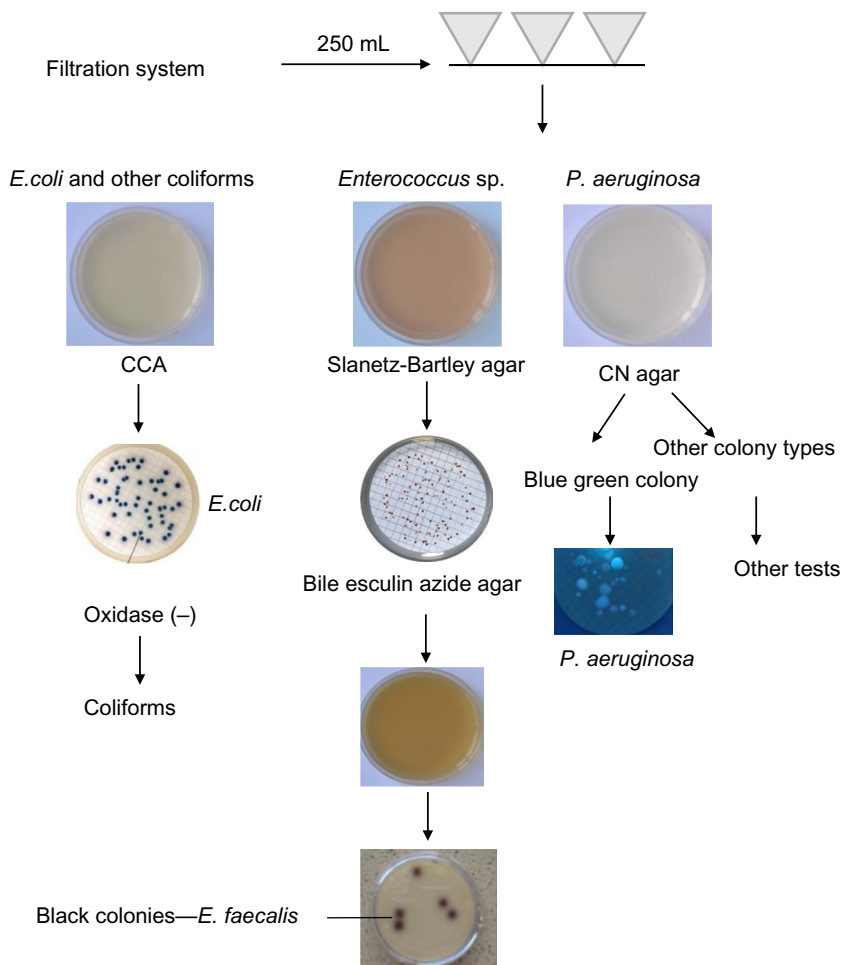 250 mL
Filtration system
E.coli and other coliforms
Enterococcus sp.
P. aeruginosa
CCA
Slanetz-Bartley agar
CN agar
Other colony types
Blue green colony
E.coli
Other tests
Bile esculin azide agar
Oxidase (–)
P. aeruginosa
Coliforms
Black colonies—E. faecalis